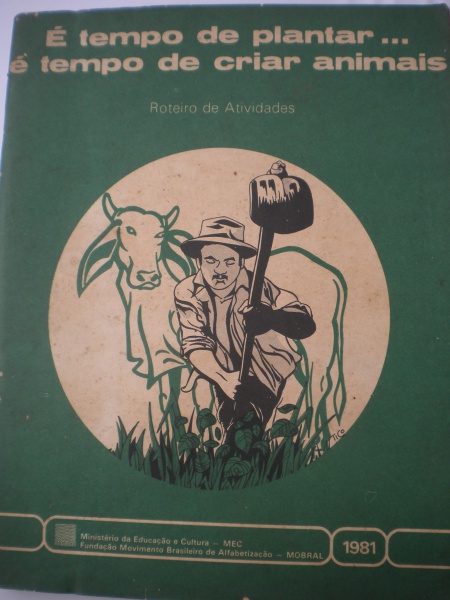 É tempo de plantar...
é tempo de criar animais
Roteiro de Atividades
TIÇO
Ministério da Educação e Cultura – MEC
Fundação Movimento Brasileiro de Alfabetização – MOBRAL
1981